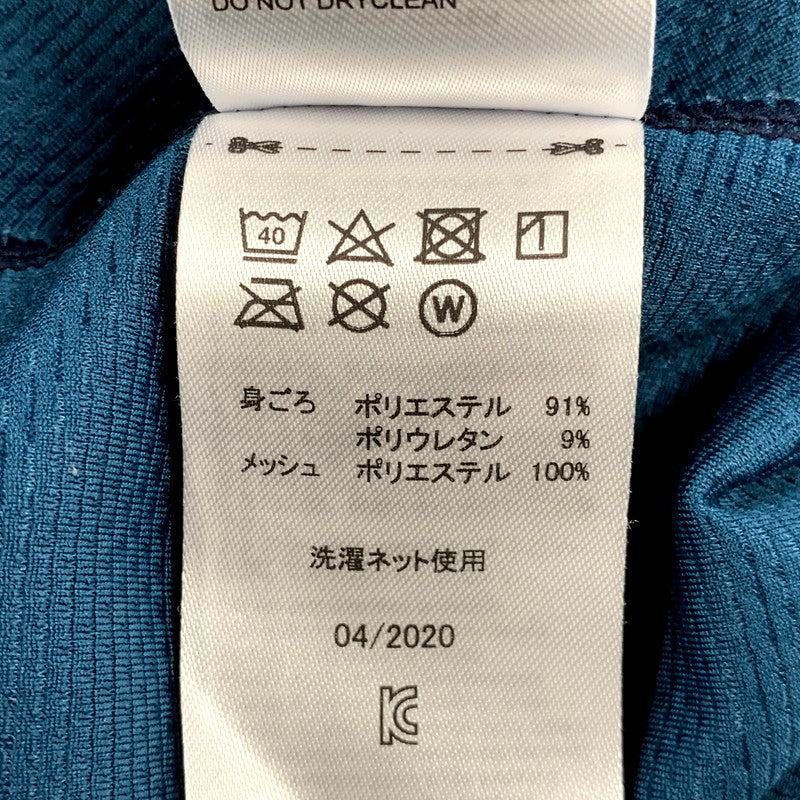 DO NOT DRYCLEAN
40
W
身ごろ ポリエステル 91%
ポリウレタン 9%
メッシュ ポリエステル 100%
洗濯ネット使用
04/2020
KC